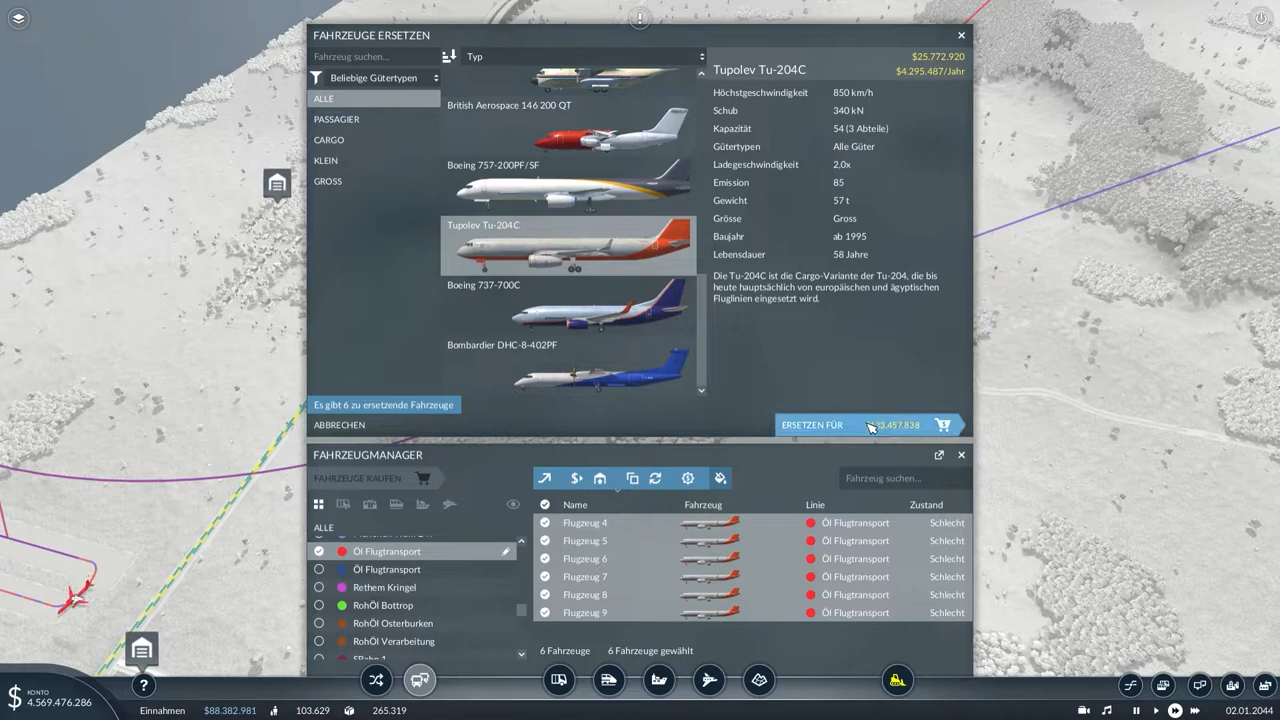 FAHRZEUGE ERSETZEN
Fahrzeug suchen...
Typ
$25.772.920
Tupolev Tu-204C
$4.295.487/Jahr
Beliebige Gütertypen
ALLE
PASSAGIER
CARGO
KLEIN
GROSS
British Aerospace 146 200 QT
Boeing 757-200PF/SF
Tupolev Tu-204C
Boeing 737-700C
Bombardier DHC-8-402PF
Höchstgeschwindigkeit 850 km/h
Schub 340 kN
Kapazität 54 (3 Abteile)
Gütertypen Alle Güter
Ladegeschwindigkeit 2,0x
Emission 85
Gewicht 57 t
Grösse Gross
Baujahr ab 1995
Lebensdauer 58 Jahre
Die Tu-204C ist die Cargo-Variante der Tu-204, die bis
heute hauptsächlich von europäischen und ägyptischen
Fluglinien eingesetzt wird.
Es gibt 6 zu ersetzende Fahrzeuge
ABBRECHEN
ERSETZEN FÜR
FAHRZEUGMANAGER
FAHRZEUGE KAUFEN
Fahrzeug suchen...
ALLE
Öl Flugtransport
Öl Flugtransport
Rethem Kringel
RohÖl Bottrop
RohÖl Osterburken
RohÖl Verarbeitung
SBahn 1
Name Fahrzeug Linie Zustand
Flugzeug 4 Öl Flugtransport Schlecht
Flugzeug 5 Öl Flugtransport Schlecht
Flugzeug 6 Öl Flugtransport Schlecht
Flugzeug 7 Öl Flugtransport Schlecht
Flugzeug 8 Öl Flugtransport Schlecht
Flugzeug 9 Öl Flugtransport Schlecht
6 Fahrzeuge 6 Fahrzeuge gewählt
$ KONTO
4.569.476.286
?
Einnahmen $88.382.981 103.629 265.319
02.01.2044